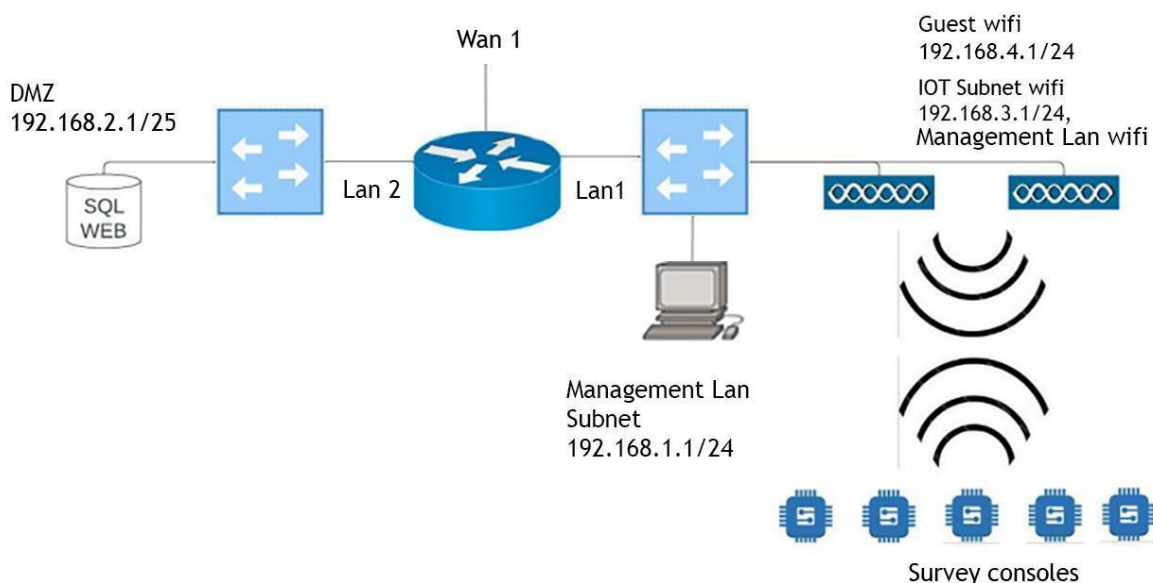 Guest wifi
192.168.4.1/24
Wan 1
DMZ
192.168.2.1/25
IOT Subnet wifi
192.168.3.1/24,
Management Lan wifi
Lan 2
Lan1
SQL
WEB
Management Lan
Subnet
192.168.1.1/24
Survey consoles